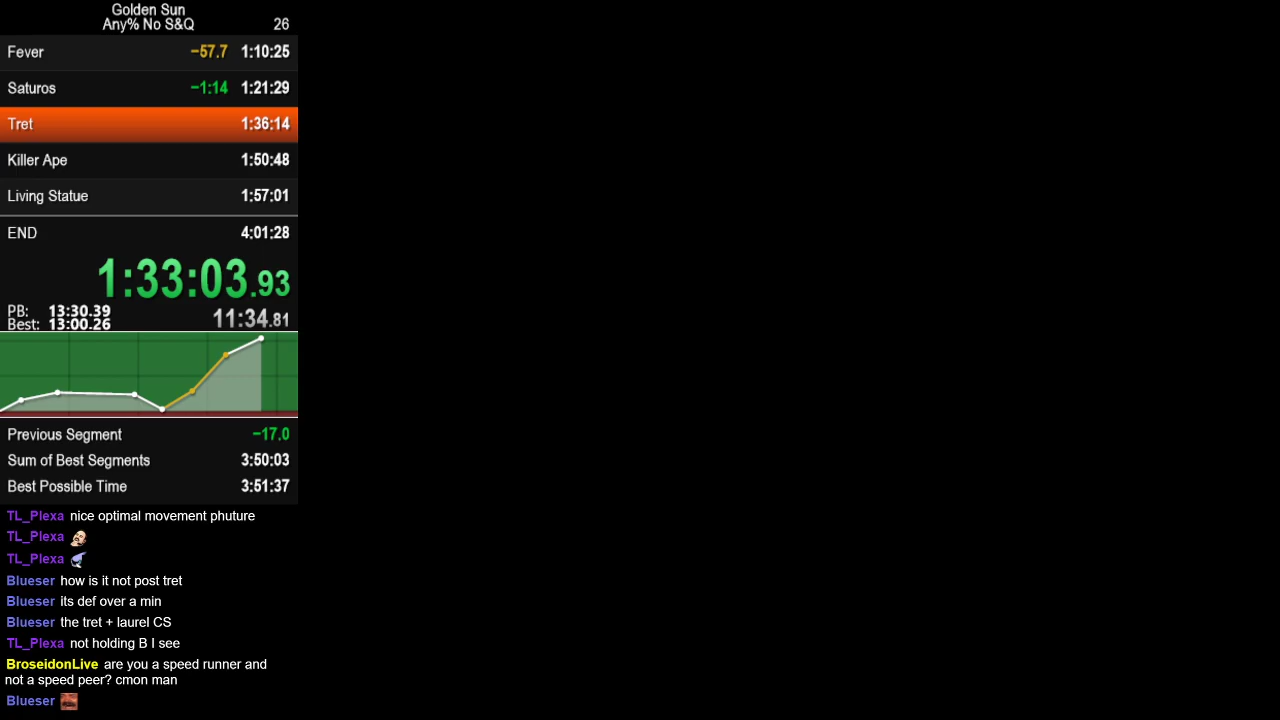 Golden Sun
Any% No S&Q 26
Fever −57.7 1:10:25
Saturos −1:14 1:21:29
Tret 1:36:14
Killer Ape 1:50:48
Living Statue 1:57:01
END 4:01:28
1:33:03.93
PB: 13:30.39
Best: 13:00.26 11:34.81
Previous Segment −17.0
Sum of Best Segments 3:50:03
Best Possible Time 3:51:37
TL_Plexa nice optimal movement phuture
TL_Plexa
TL_Plexa
Blueser how is it not post tret
Blueser its def over a min
Blueser the tret + laurel CS
TL_Plexa not holding B I see
BroseidonLive are you a speed runner and
not a speed peer? cmon man
Blueser